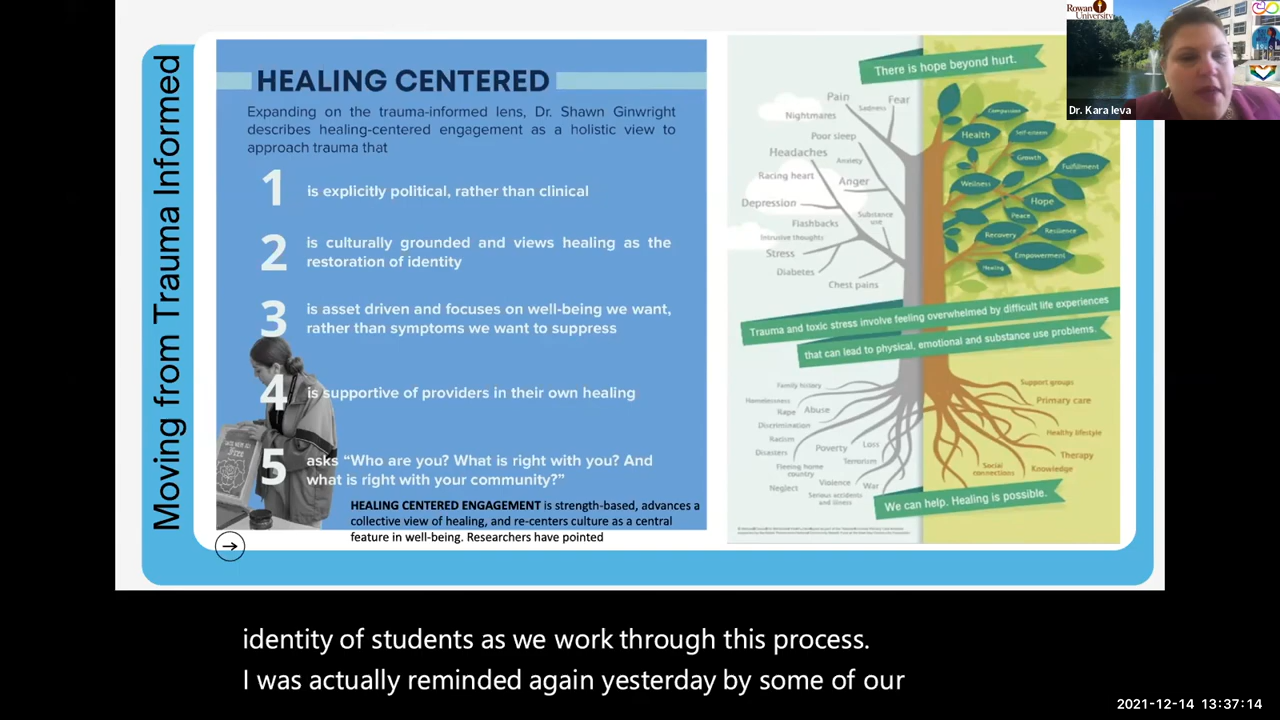 Moving from Trauma Informed
HEALING CENTERED
Expanding on the trauma-informed lens, Dr. Shawn Ginwright
describes healing-centered engagement as a holistic view to
approach trauma that
1 is explicitly political, rather than clinical
2 is culturally grounded and views healing as the
restoration of identity
3 is asset driven and focuses on well-being we want,
rather than symptoms we want to suppress
4 is supportive of providers in their own healing
5 asks “Who are you? What is right with you? And
what is right with your community?”
HEALING CENTERED ENGAGEMENT is strength-based, advances a
collective view of healing, and re-centers culture as a central
feature in well-being. Researchers have pointed
There is hope beyond hurt.
Pain
Sadness
Fear
Nightmares
Poor sleep
Headaches
Anxiety
Racing heart
Anger
Depression
Substance
use
Flashbacks
Intrusive thoughts
Stress
Diabetes
Chest pains
Compassion
Health
Self-esteem
Growth
Fulfillment
Wellness
Hope
Peace
Recovery
Resilience
Empowerment
Healing
Trauma and toxic stress involve feeling overwhelmed by difficult life experiences
that can lead to physical, emotional and substance use problems.
Family history
Homelessness
Rape
Abuse
Discrimination
Racism
Disasters
Poverty
Loss
Terrorism
Fleeing home
country
Neglect
Violence
War
Serious accidents
and illness
Support groups
Primary care
Healthy lifestyle
Therapy
Social
connections
Knowledge
We can help. Healing is possible.
Rowan
University
Dr. Kara Ieva
identity of students as we work through this process.
I was actually reminded again yesterday by some of our
2021-12-14 13:37:14